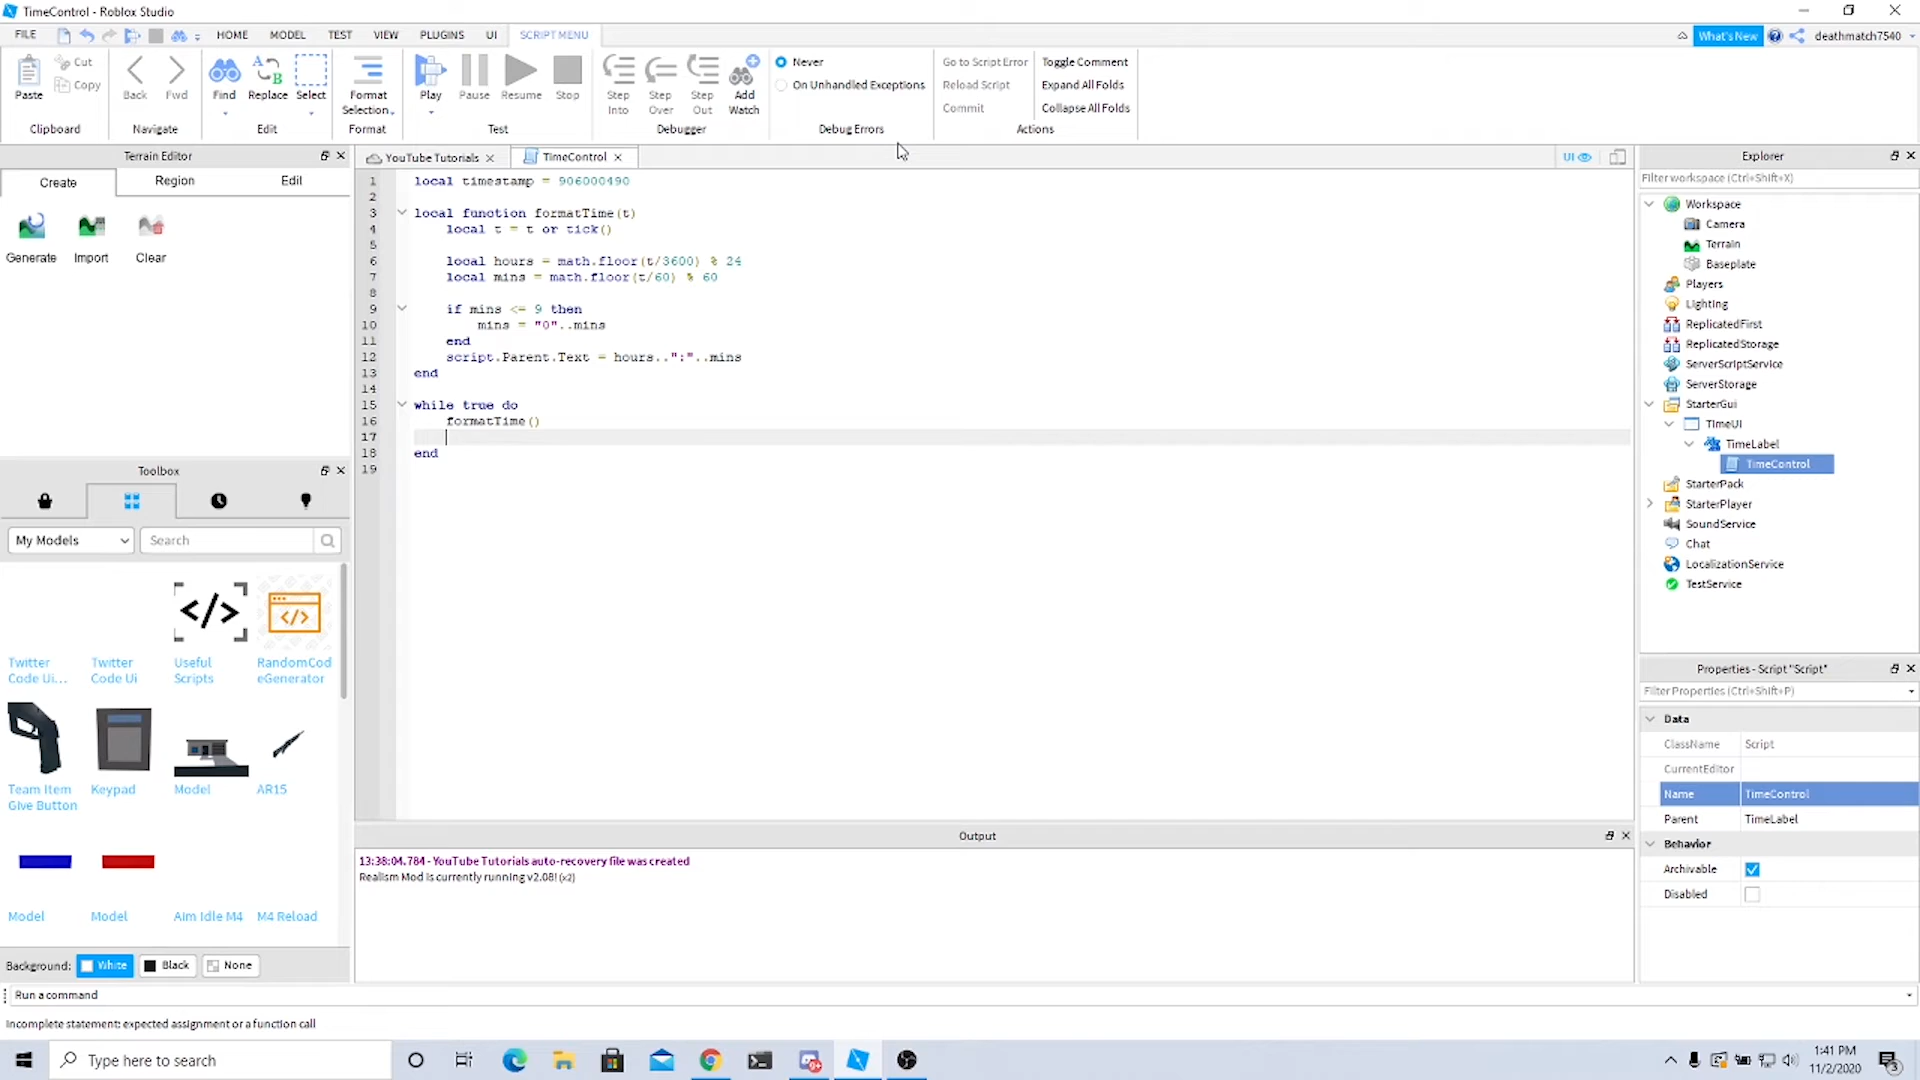 TimeControl - Roblox Studio
FILE
HOME
MODEL
TEST
VIEW
PLUGINS
UI
SCRIPT MENU
What's New
deathmatch7540
Paste
Cut
Copy
Clipboard
Back
Fwd
Navigate
Find
Replace
Select
Edit
Format
Selection
Format
Play
Pause
Resume
Stop
Test
Step
Into
Step
Over
Step
Out
Add
Watch
Debugger
Never
On Unhandled Exceptions
Debug Errors
Go to Script Error
Reload Script
Commit
Toggle Comment
Expand All Folds
Collapse All Folds
Actions
Terrain Editor
Create
Region
Edit
Generate
Import
Clear
YouTube Tutorials
TimeControl
UI
1 local timestamp = 906000490
2
3 local function formatTime(t)
4 local t = t or tick()
5
6 local hours = math.floor(t/3600) % 24
7 local mins = math.floor(t/60) % 60
8
9 if mins <= 9 then
10 mins = "0"..mins
11 end
12 script.Parent.Text = hours..":"..mins
13 end
14
15 while true do
16 formatTime()
17
18 end
19
Toolbox
My Models
Search
Twitter
Code Ui...
Twitter
Code Ui
Useful
Scripts
RandomCod
eGenerator
Team Item
Give Button
Keypad
Model
AR15
Model
Model
Aim Idle M4
M4 Reload
Background:
White
Black
None
Output
13:38:04.784 - YouTube Tutorials auto-recovery file was created
Realism Mod is currently running v2.08! (x2)
Explorer
Filter workspace (Ctrl+Shift+X)
Workspace
Camera
Terrain
Baseplate
Players
Lighting
ReplicatedFirst
ReplicatedStorage
ServerScriptService
ServerStorage
StarterGui
TimeUI
TimeLabel
TimeControl
StarterPack
StarterPlayer
SoundService
Chat
LocalizationService
TestService
Properties - Script "Script"
Filter Properties (Ctrl+Shift+P)
Data
ClassName Script
CurrentEditor
Name TimeControl
Parent TimeLabel
Behavior
Archivable
Disabled
Run a command
Incomplete statement: expected assignment or a function call
Type here to search
1:41 PM
11/2/2020
3